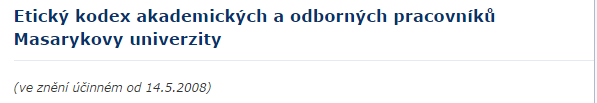 Etický kodex akademických a odborných pracovníků
Masarykovy univerzity
(ve znění účinném od 14.5.2008)